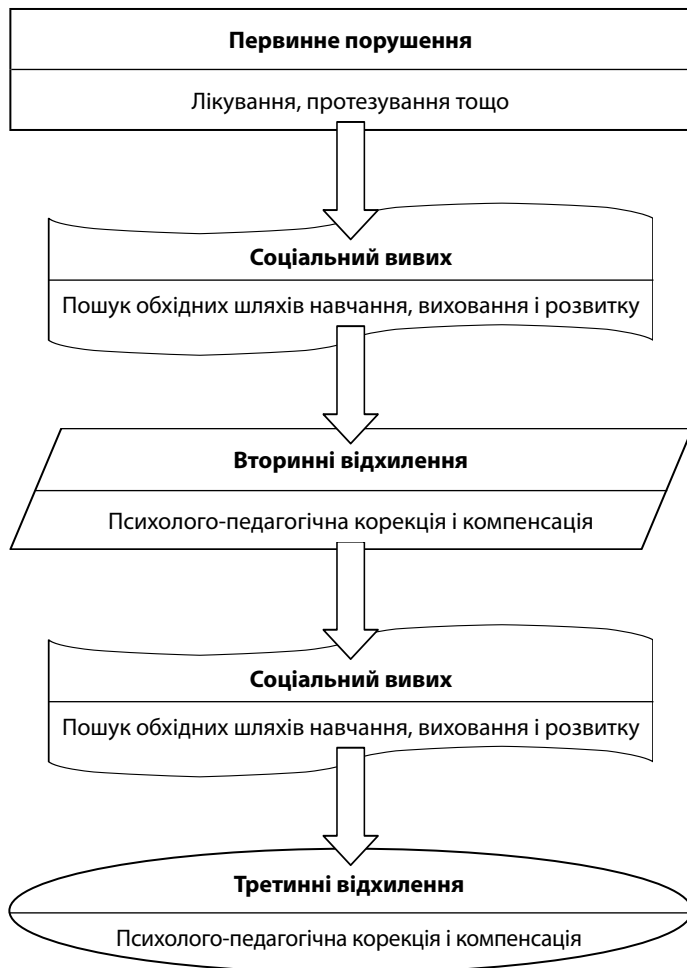 Первинне порушення
Лікування, протезування тощо
Соціальний вивих
Пошук обхідних шляхів навчання, виховання і розвитку
Вторинні відхилення
Психолого-педагогічна корекція і компенсація
Соціальний вивих
Пошук обхідних шляхів навчання, виховання і розвитку
Третинні відхилення
Психолого-педагогічна корекція і компенсація